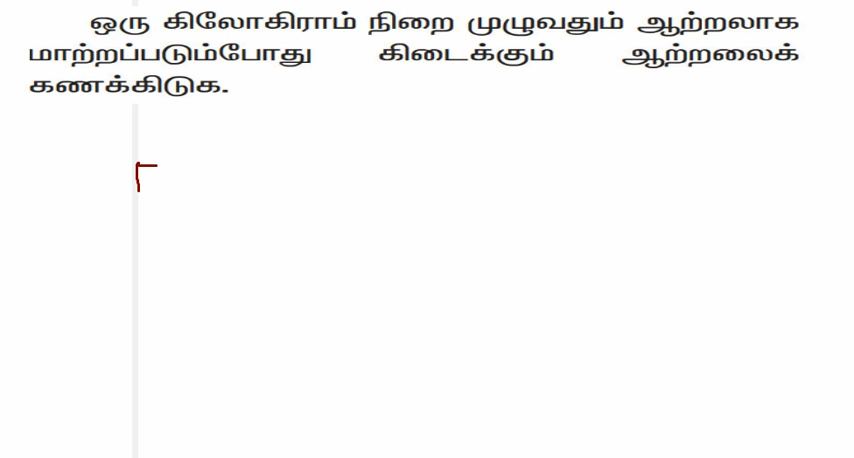 ஒரு கிலோகிராம் நிறை முழுவதும் ஆற்றலாக
மாற்றப்படும்போது கிடைக்கும் ஆற்றலைக்
கணக்கிடுக.